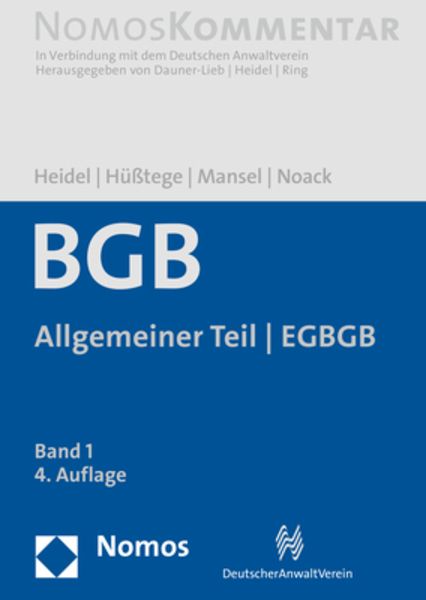 NomosKommentar
In Verbindung mit dem Deutschen Anwaltverein
Herausgegeben von Dauner-Lieb | Heidel | Ring
Heidel | Hüßtege | Mansel | Noack
BGB
Allgemeiner Teil | EGBGB
Band 1
4. Auflage
Nomos
DeutscherAnwaltVerein